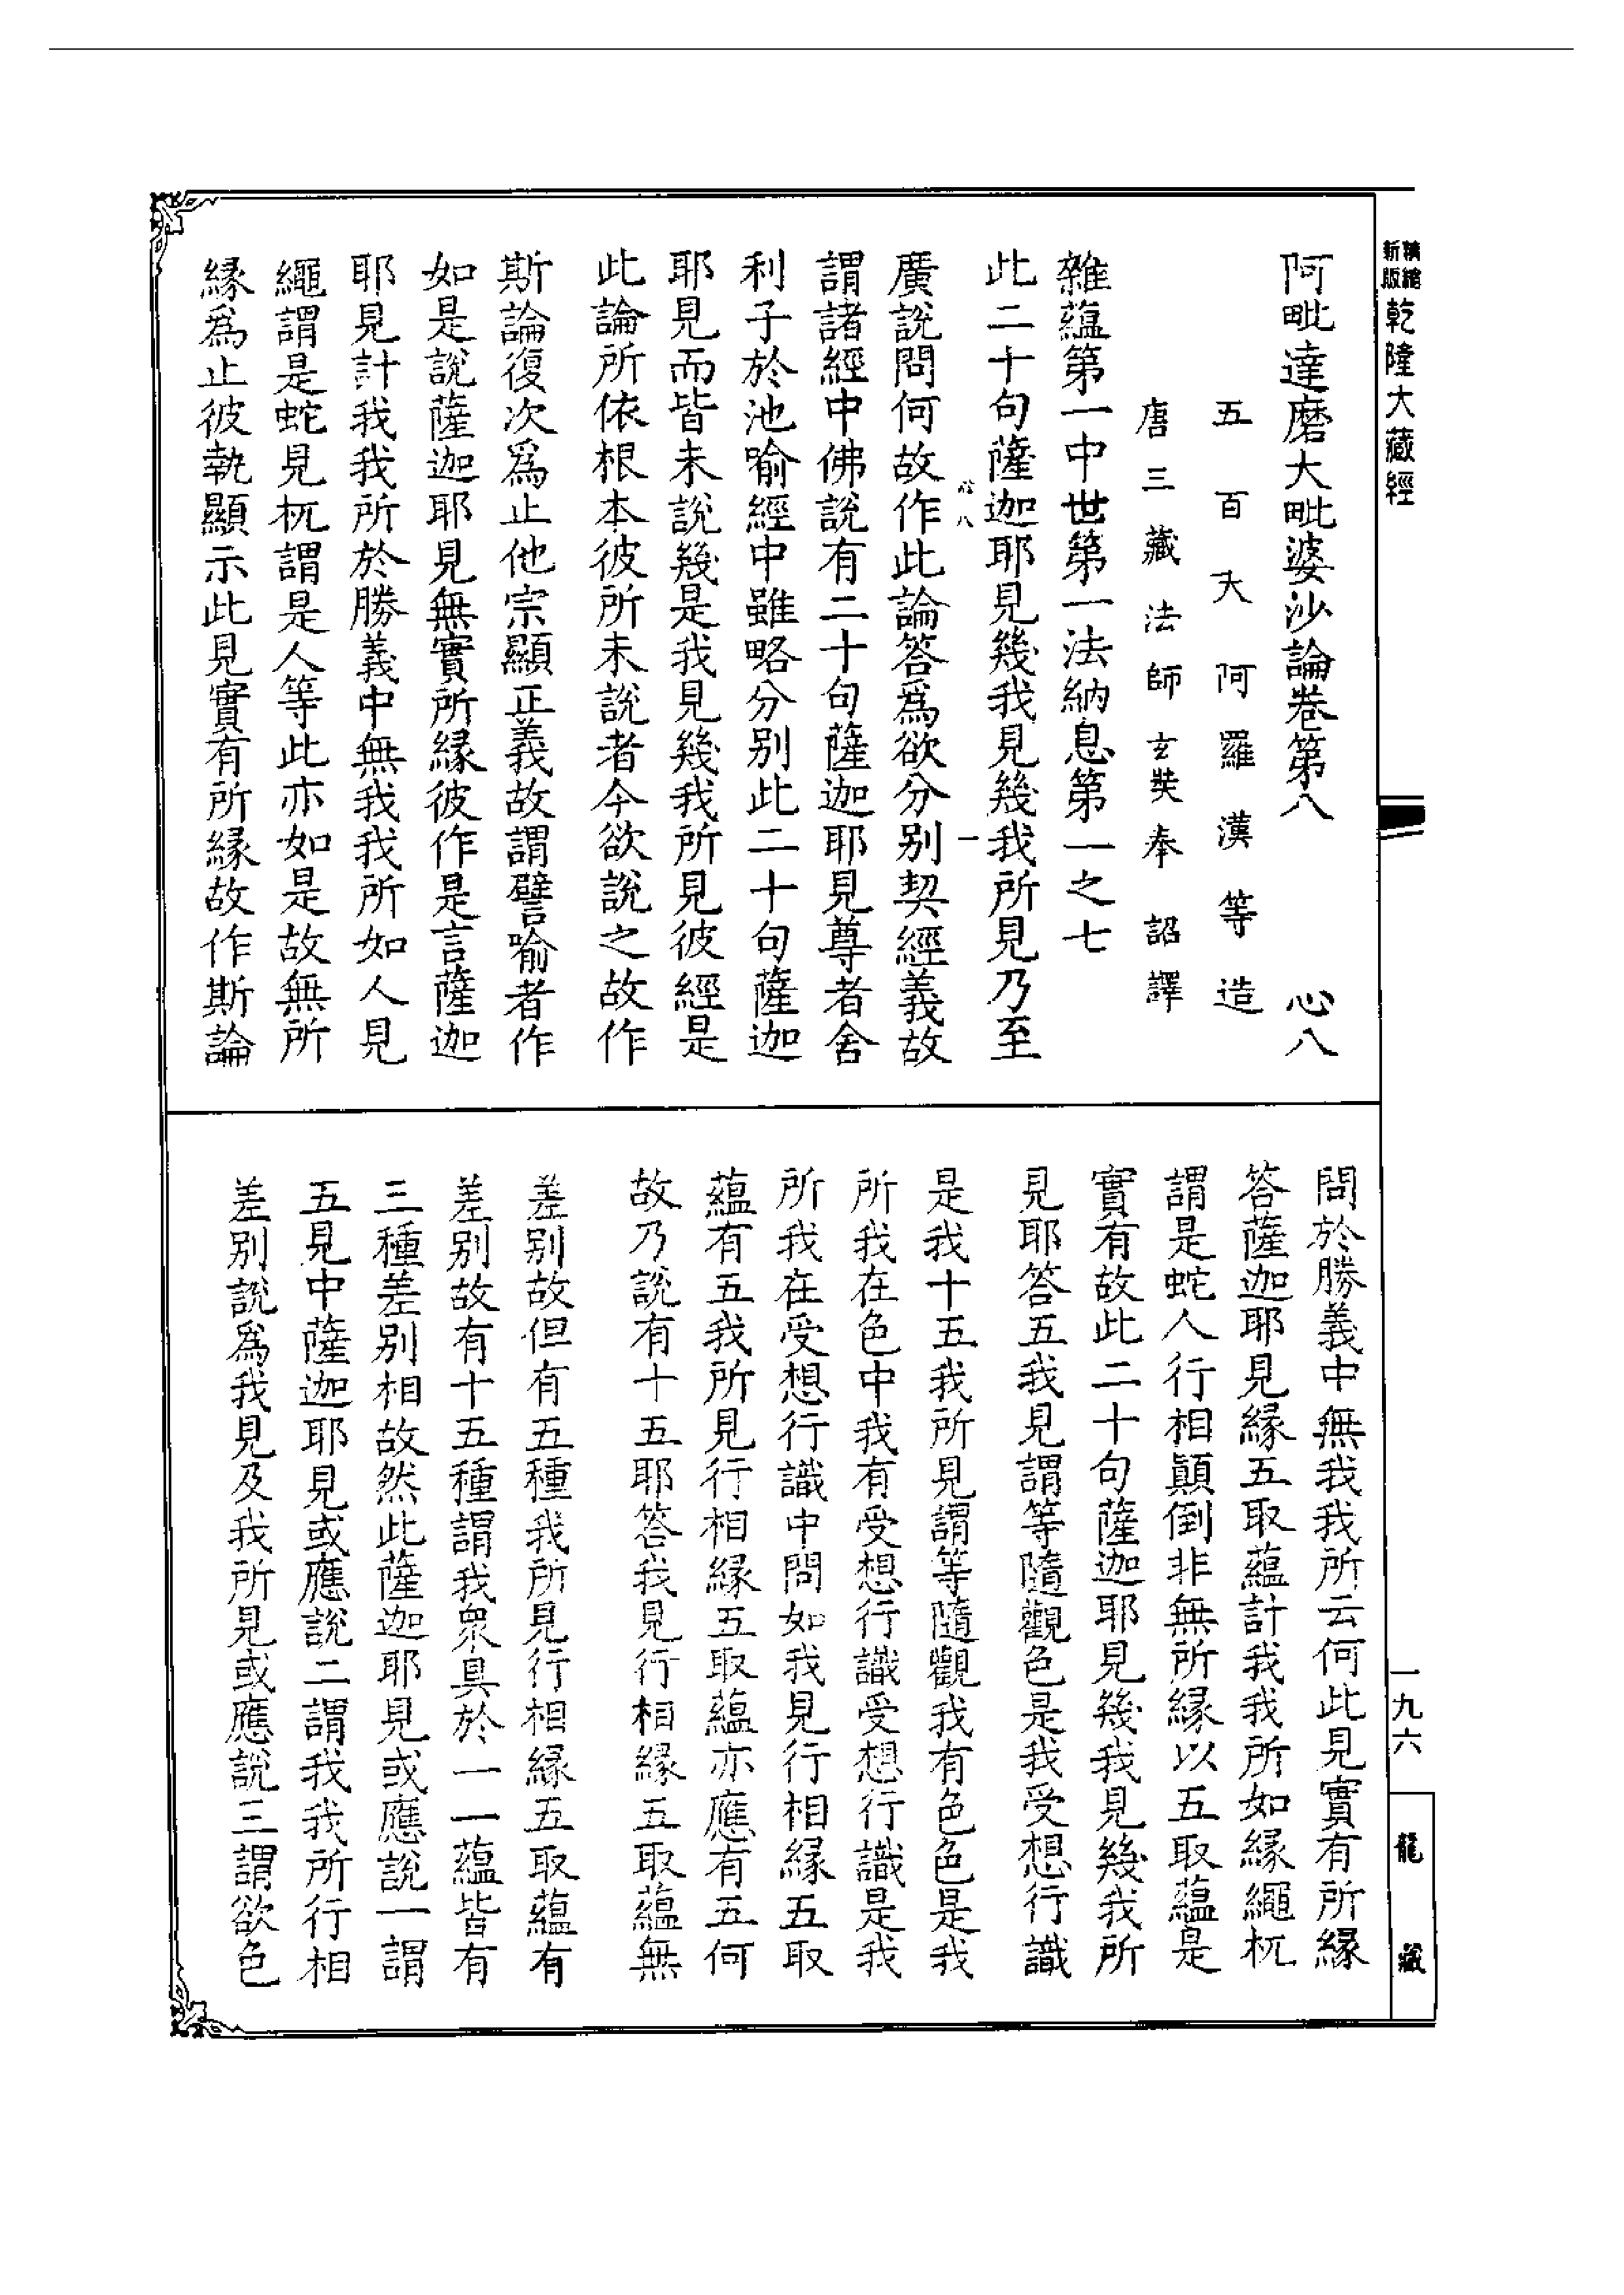 新版精縮乾隆大藏經
阿毗達磨大毗婆沙論卷第八　心八
五百大阿羅漢等造
唐三藏法師玄奘奉詔譯
雜蘊第一中世第一法納息第一之七
此二十句薩迦耶見幾我見幾我所見乃至
一
廣說問何故作此論答爲欲分別契經義故
謂諸經中佛說有二十句薩迦耶見尊者舍
利子於池喻經中雖略分別此二十句薩迦
耶見而皆未說幾是我見幾我所見彼經是
此論所依根本彼所未說者今欲說之故作
斯論復次爲止他宗顯正義故謂譬喻者作
如是說薩迦耶見無實所緣彼作是言薩迦
耶見計我我所於勝義中無我我所如人見
繩謂是蛇見杌謂是人等此亦如是故無所
緣爲止彼執顯示此見實有所緣故作斯論
問於勝義中無我我所云何此見實有所緣
答薩迦耶見緣五取蘊計我我所如緣繩杌
謂是蛇人行相顛倒非無所緣以五取蘊是
實有故此二十句薩迦耶見幾我見幾我所
見耶答五我見謂等隨觀色是我受想行識
是我十五我所見謂等隨觀我有色色是我
所我在色中我有受想行識受想行識是我
所我在受想行識中問如我見行相緣五取
蘊有五我所見行相緣五取蘊亦應有五何
故乃說有十五耶答我見行相緣五取蘊無
差別故但有五種我所見行相緣五取蘊有
差別故有十五種謂我眾具於一一蘊皆有
三種差別相故然此薩迦耶見或應說一謂
五見中薩迦耶見或應說二謂我我所行相
差別說爲我見及我所見或應說三謂欲色
一九六
龍藏